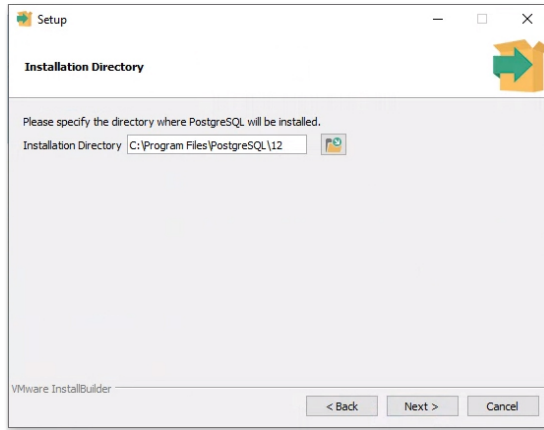 Setup
Installation Directory
Please specify the directory where PostgreSQL will be installed.
Installation Directory C:\Program Files\PostgreSQL\12
VMware InstallBuilder
< Back Next > Cancel